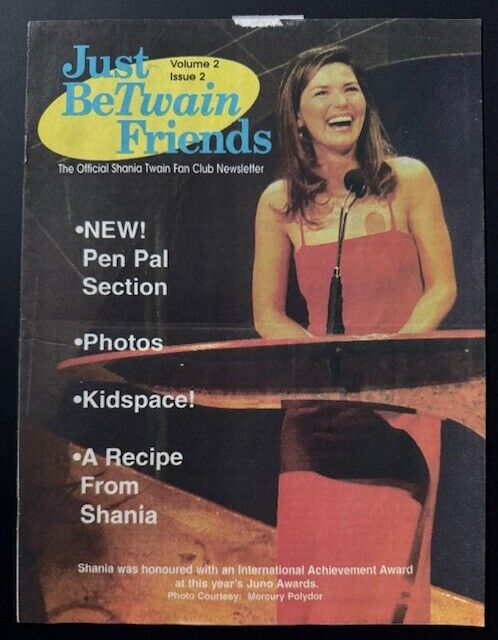 Just
BeTwain
Friends
Volume 2
Issue 2
The Official Shania Twain Fan Club Newsletter
•NEW!
Pen Pal
Section
•Photos
•Kidspace!
•A Recipe
From
Shania
Shania was honoured with an International Achievement Award
at this year's Juno Awards.
Photo Courtesy: Mercury Polydor